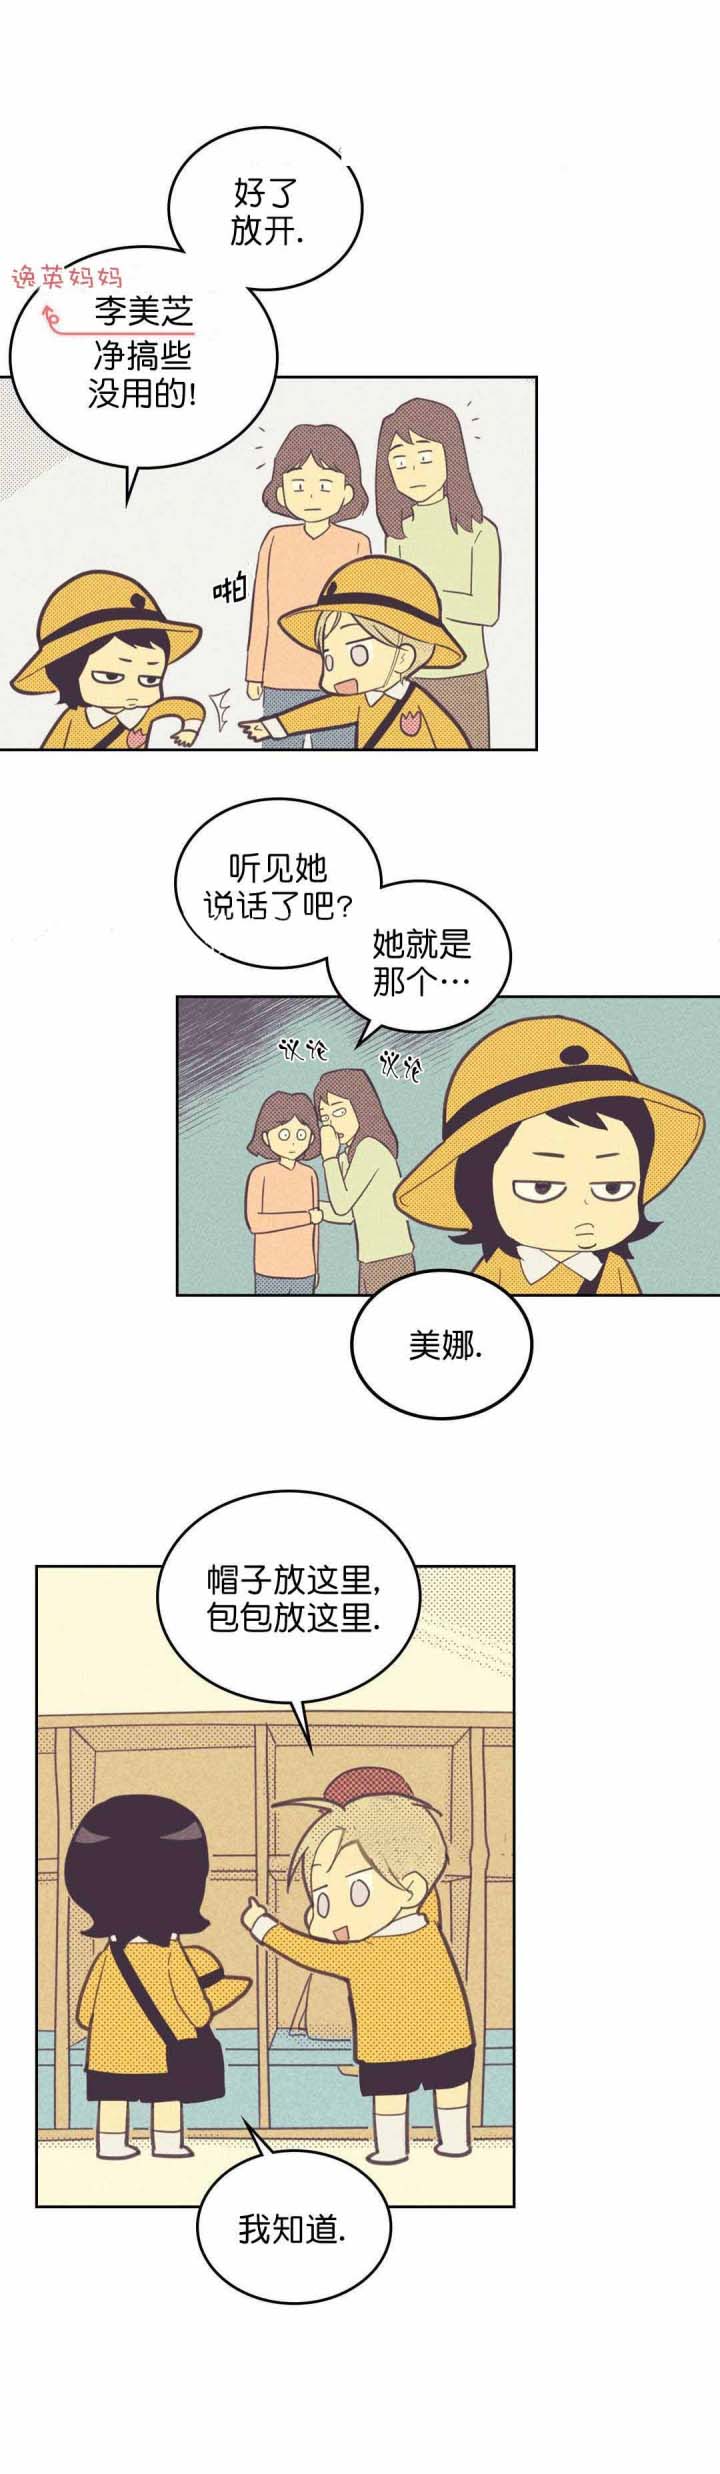 好了
放开.
逸英妈妈
李美芝
净搞些
没用的!
啪
听见她
说话了吧?
她就是
那个…
议论
议论
美娜.
帽子放这里,
包包放这里.
我知道.